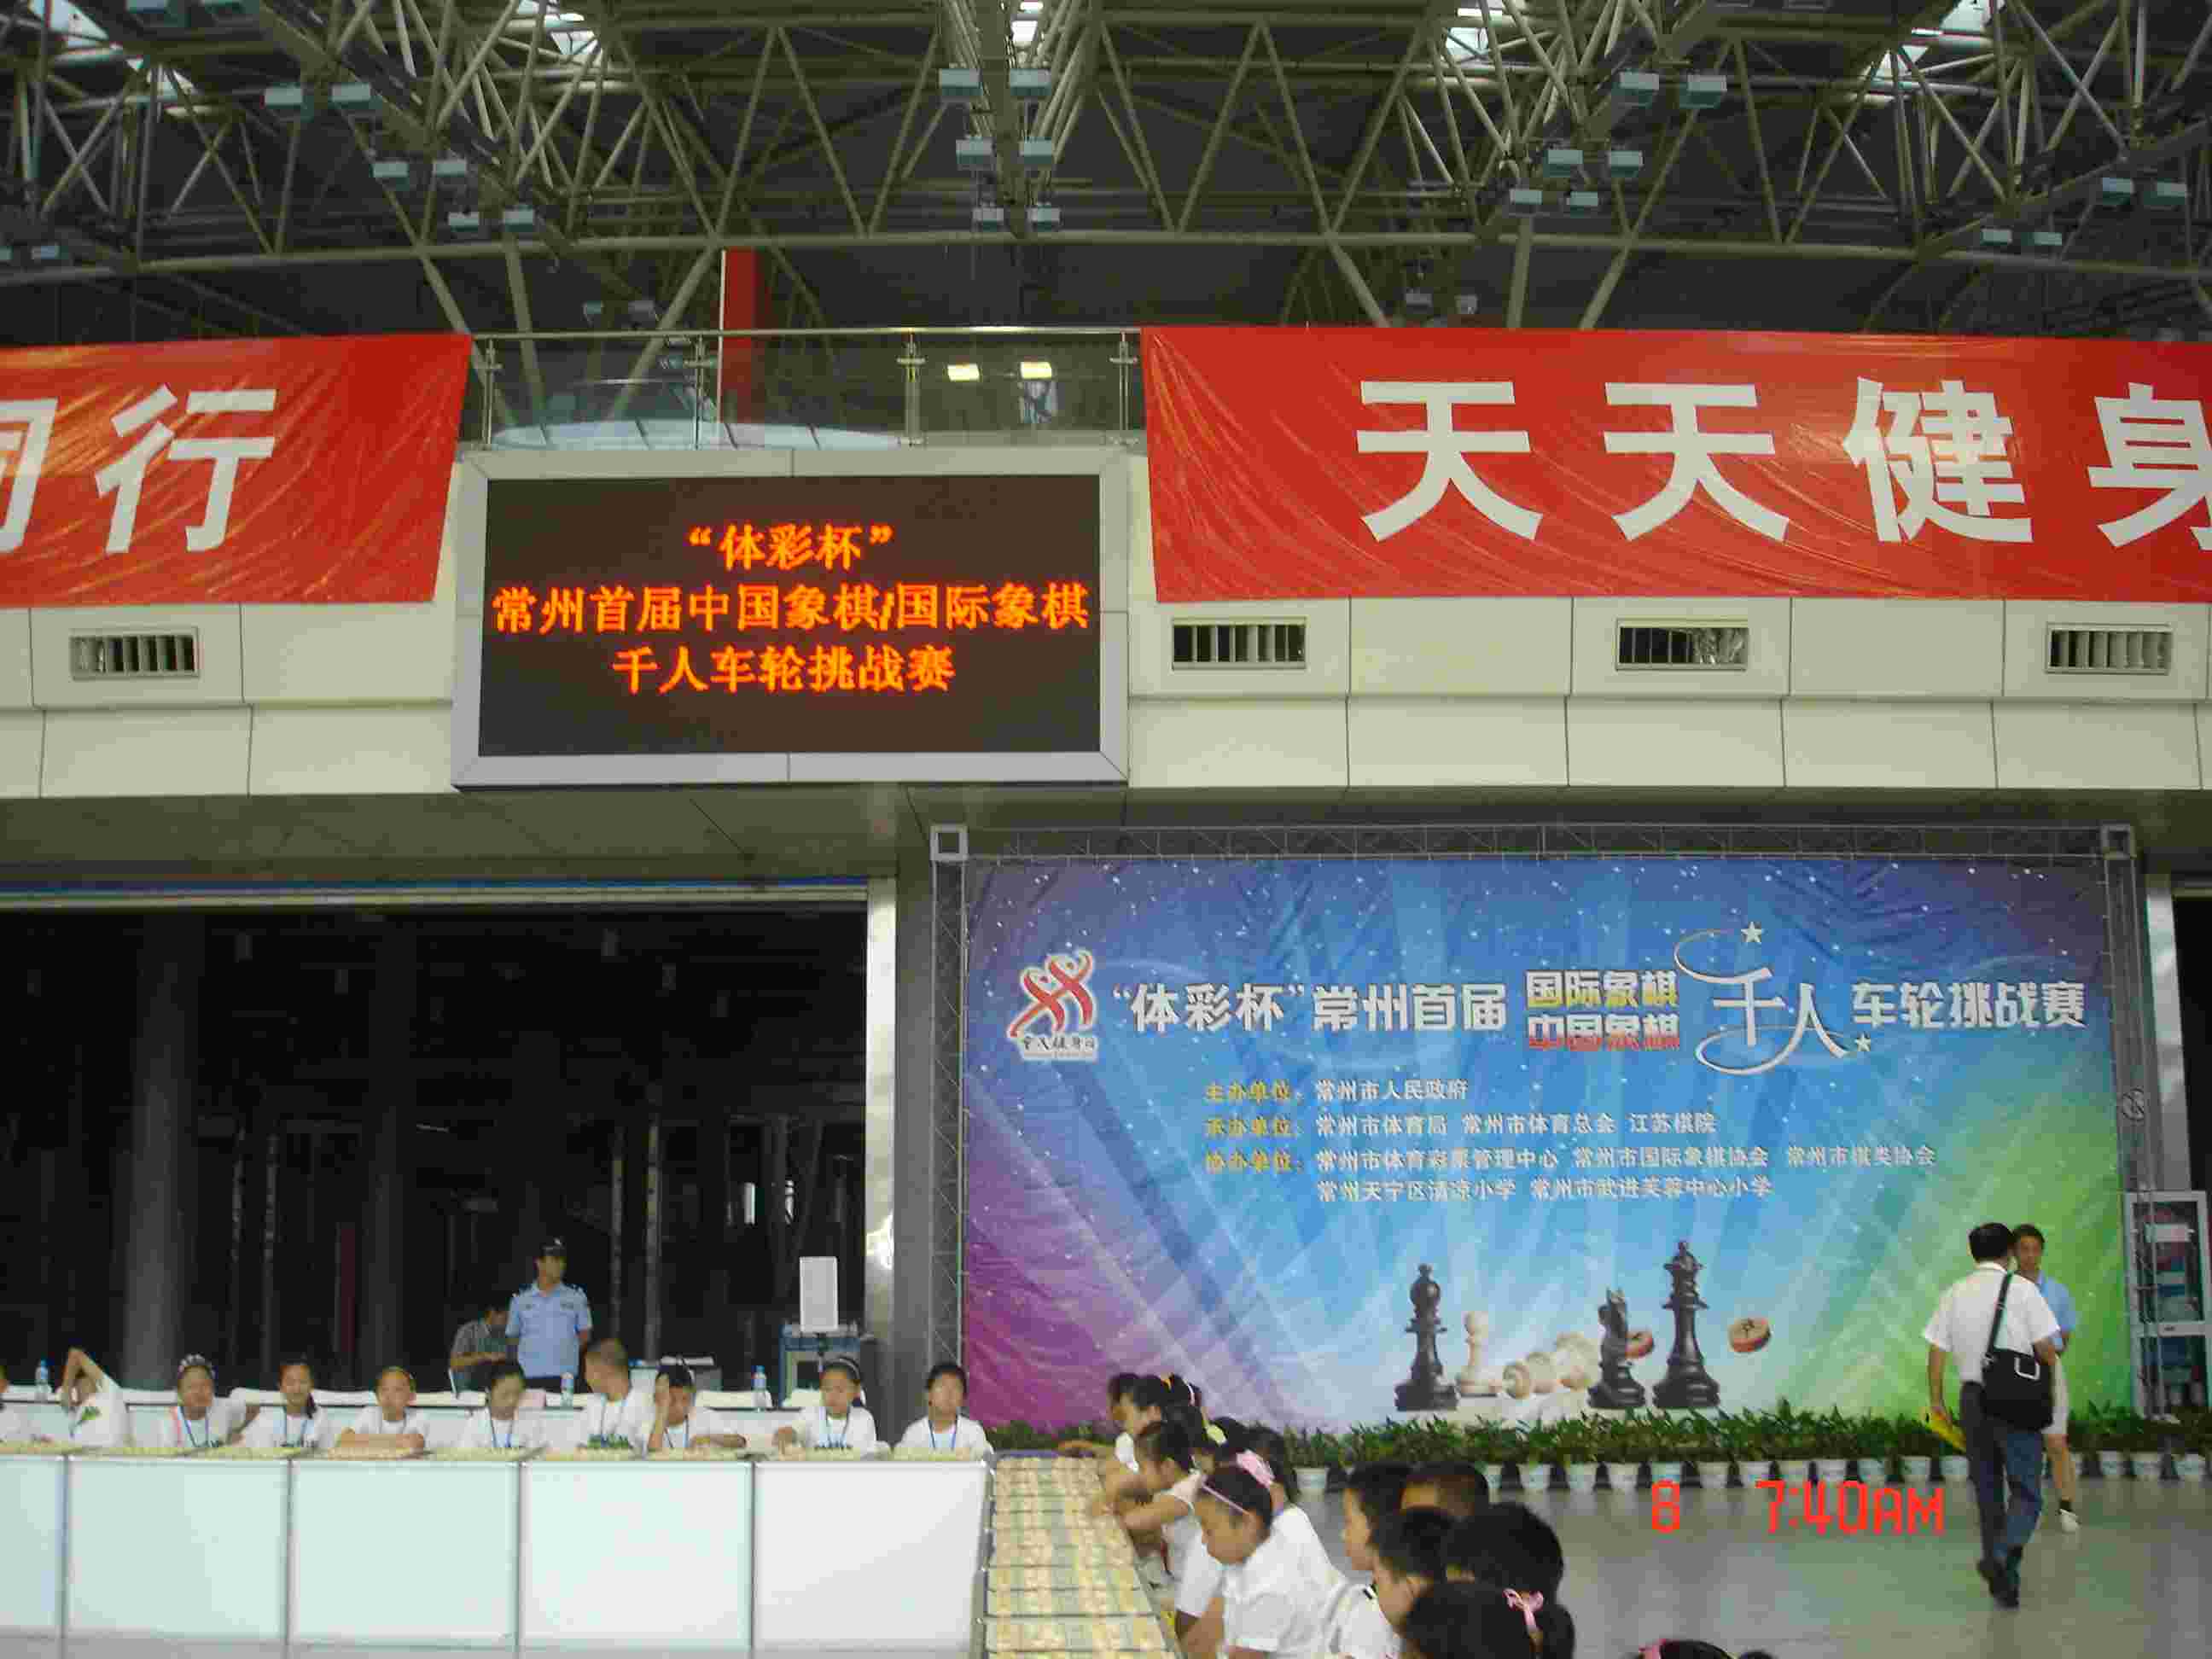 同行
天天健身
“体彩杯”
常州首届中国象棋/国际象棋
千人车轮挑战赛
“体彩杯”常州首届 国际象棋 中国象棋 千人 车轮挑战赛
全民健身日
主办单位：常州市人民政府
承办单位：常州市体育局 常州市体育总会 江苏棋院
协办单位：常州市体育彩票管理中心 常州市国际象棋协会 常州市棋类协会
常州天宁区清凉小学 常州市武进芙蓉中心小学
8 7:40AM